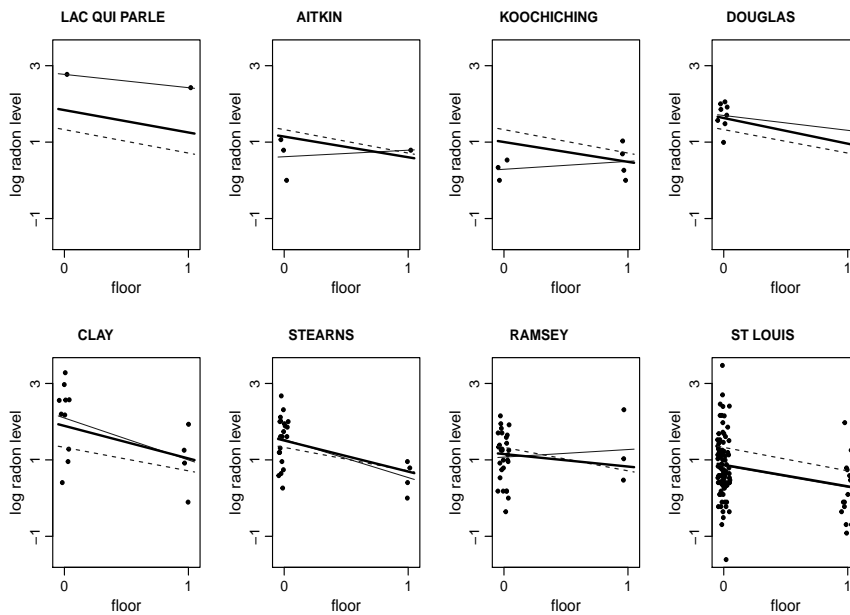 LAC QUI PARLE
3
1
−1
log radon level
0
1
floor
AITKIN
3
1
−1
log radon level
0
1
floor
KOOCHICHING
3
1
−1
log radon level
0
1
floor
DOUGLAS
3
1
−1
log radon level
0
1
floor
CLAY
3
1
−1
log radon level
0
1
floor
STEARNS
3
1
−1
log radon level
0
1
floor
RAMSEY
3
1
−1
log radon level
0
1
floor
ST LOUIS
3
1
−1
log radon level
0
1
floor